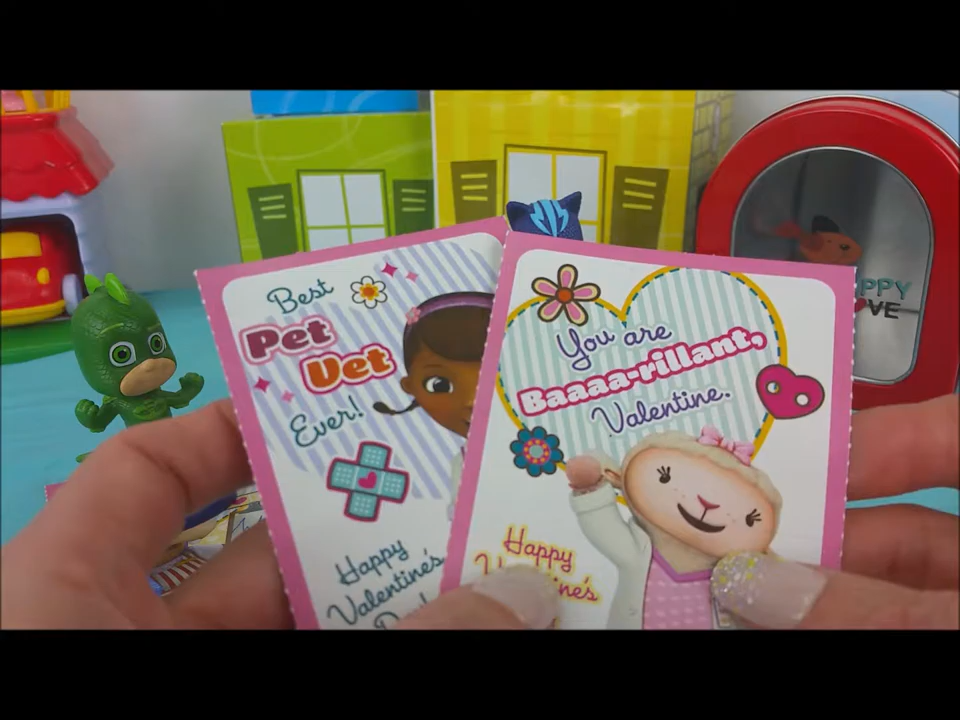 Best
Pet
Vet
Ever!
Happy
Valentine's
You are
Baaaa-rillant,
Valentine.
Happy
PPY
VE